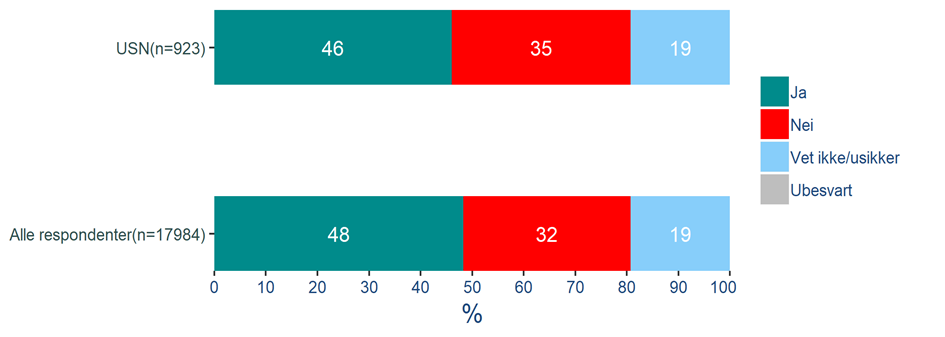 USN(n=923)
46 35 19
Ja
Nei
Vet ikke/usikker
Ubesvart
Alle respondenter(n=17984)
48 32 19
0 10 20 30 40 50 60 70 80 90 100
%